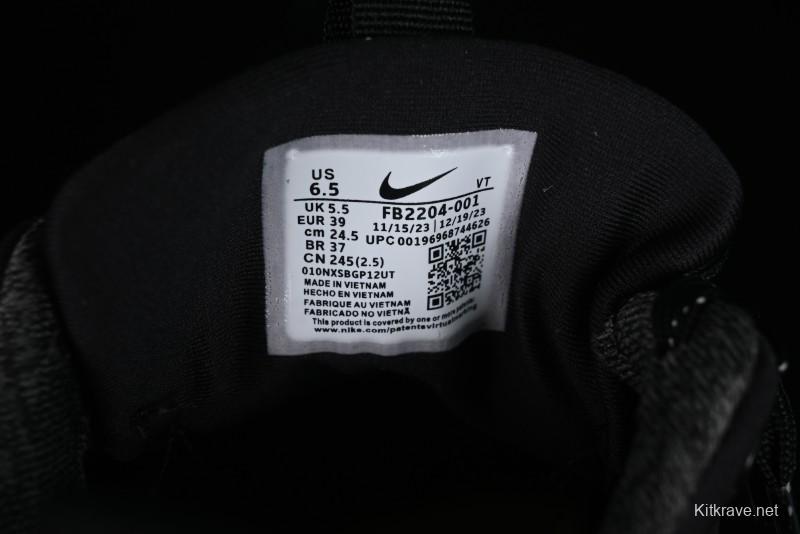 US
6.5
VT
UK 5.5
FB2204-001
EUR 39
11/15/23 | 12/19/23
cm 24.5
UPC 00196968744626
BR 37
CN 245(2.5)
010NXSBGP12UT
MADE IN VIETNAM
HECHO EN VIETNAM
FABRIQUE AU VIETNAM
FABRICADO NO VIETNÃ
This product is covered by one or more patents.
www.nike.com/patentsvirtualmarking
Kitkrave.net